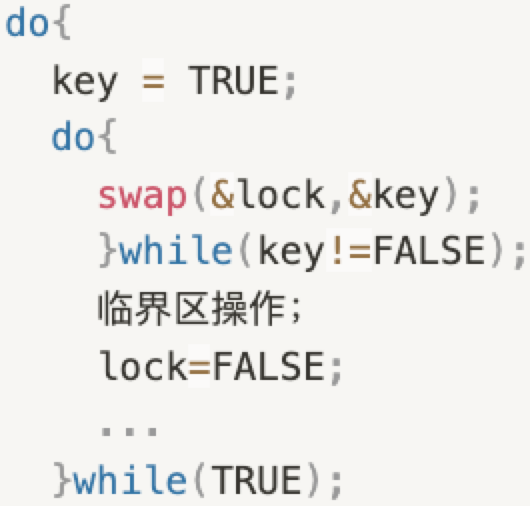 do{
  key = TRUE;
  do{
    swap(&lock,&key);
    }while(key!=FALSE);
    临界区操作;
    lock=FALSE;
    ...
  }while(TRUE);